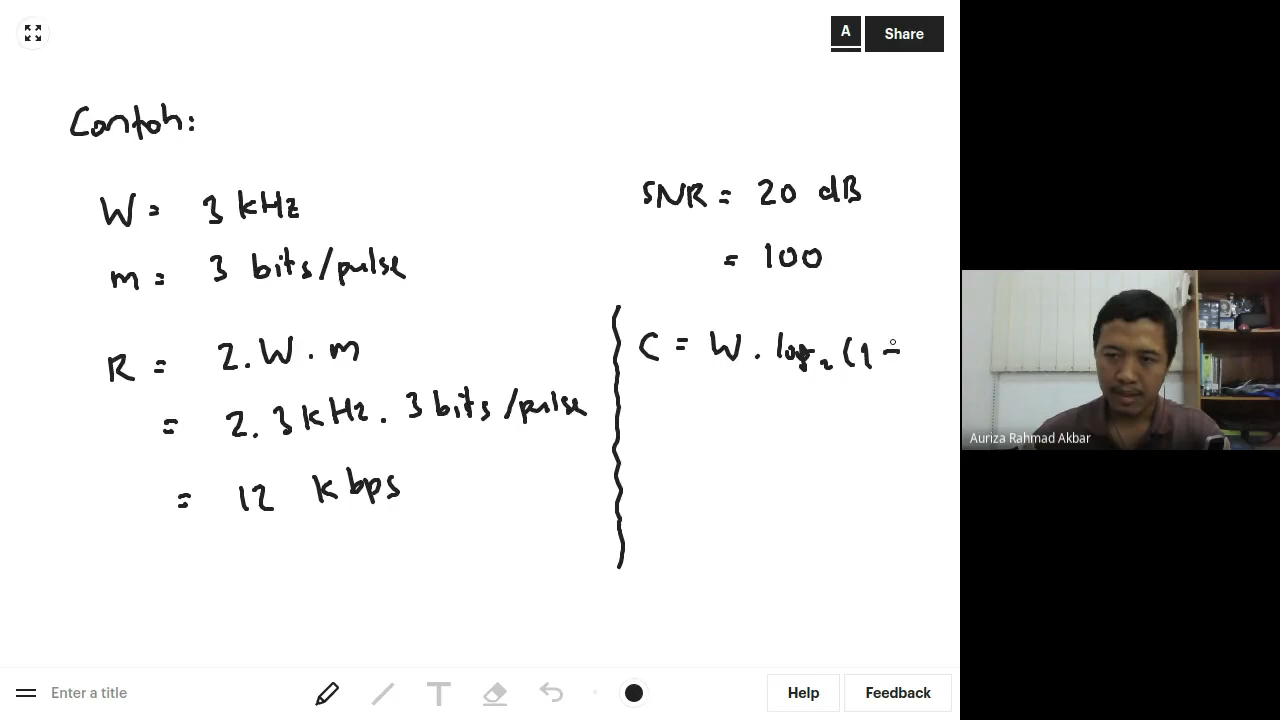 A
Share
Contoh:
W = 3 kHz
m = 3 bits/pulse
R = 2. W . m
= 2. 3 kHz . 3 bits /pulse
= 12 kbps
SNR = 20 dB
= 100
C = W . log₂ (1 -
Auriza Rahmad Akbar
Enter a title
T
Help
Feedback